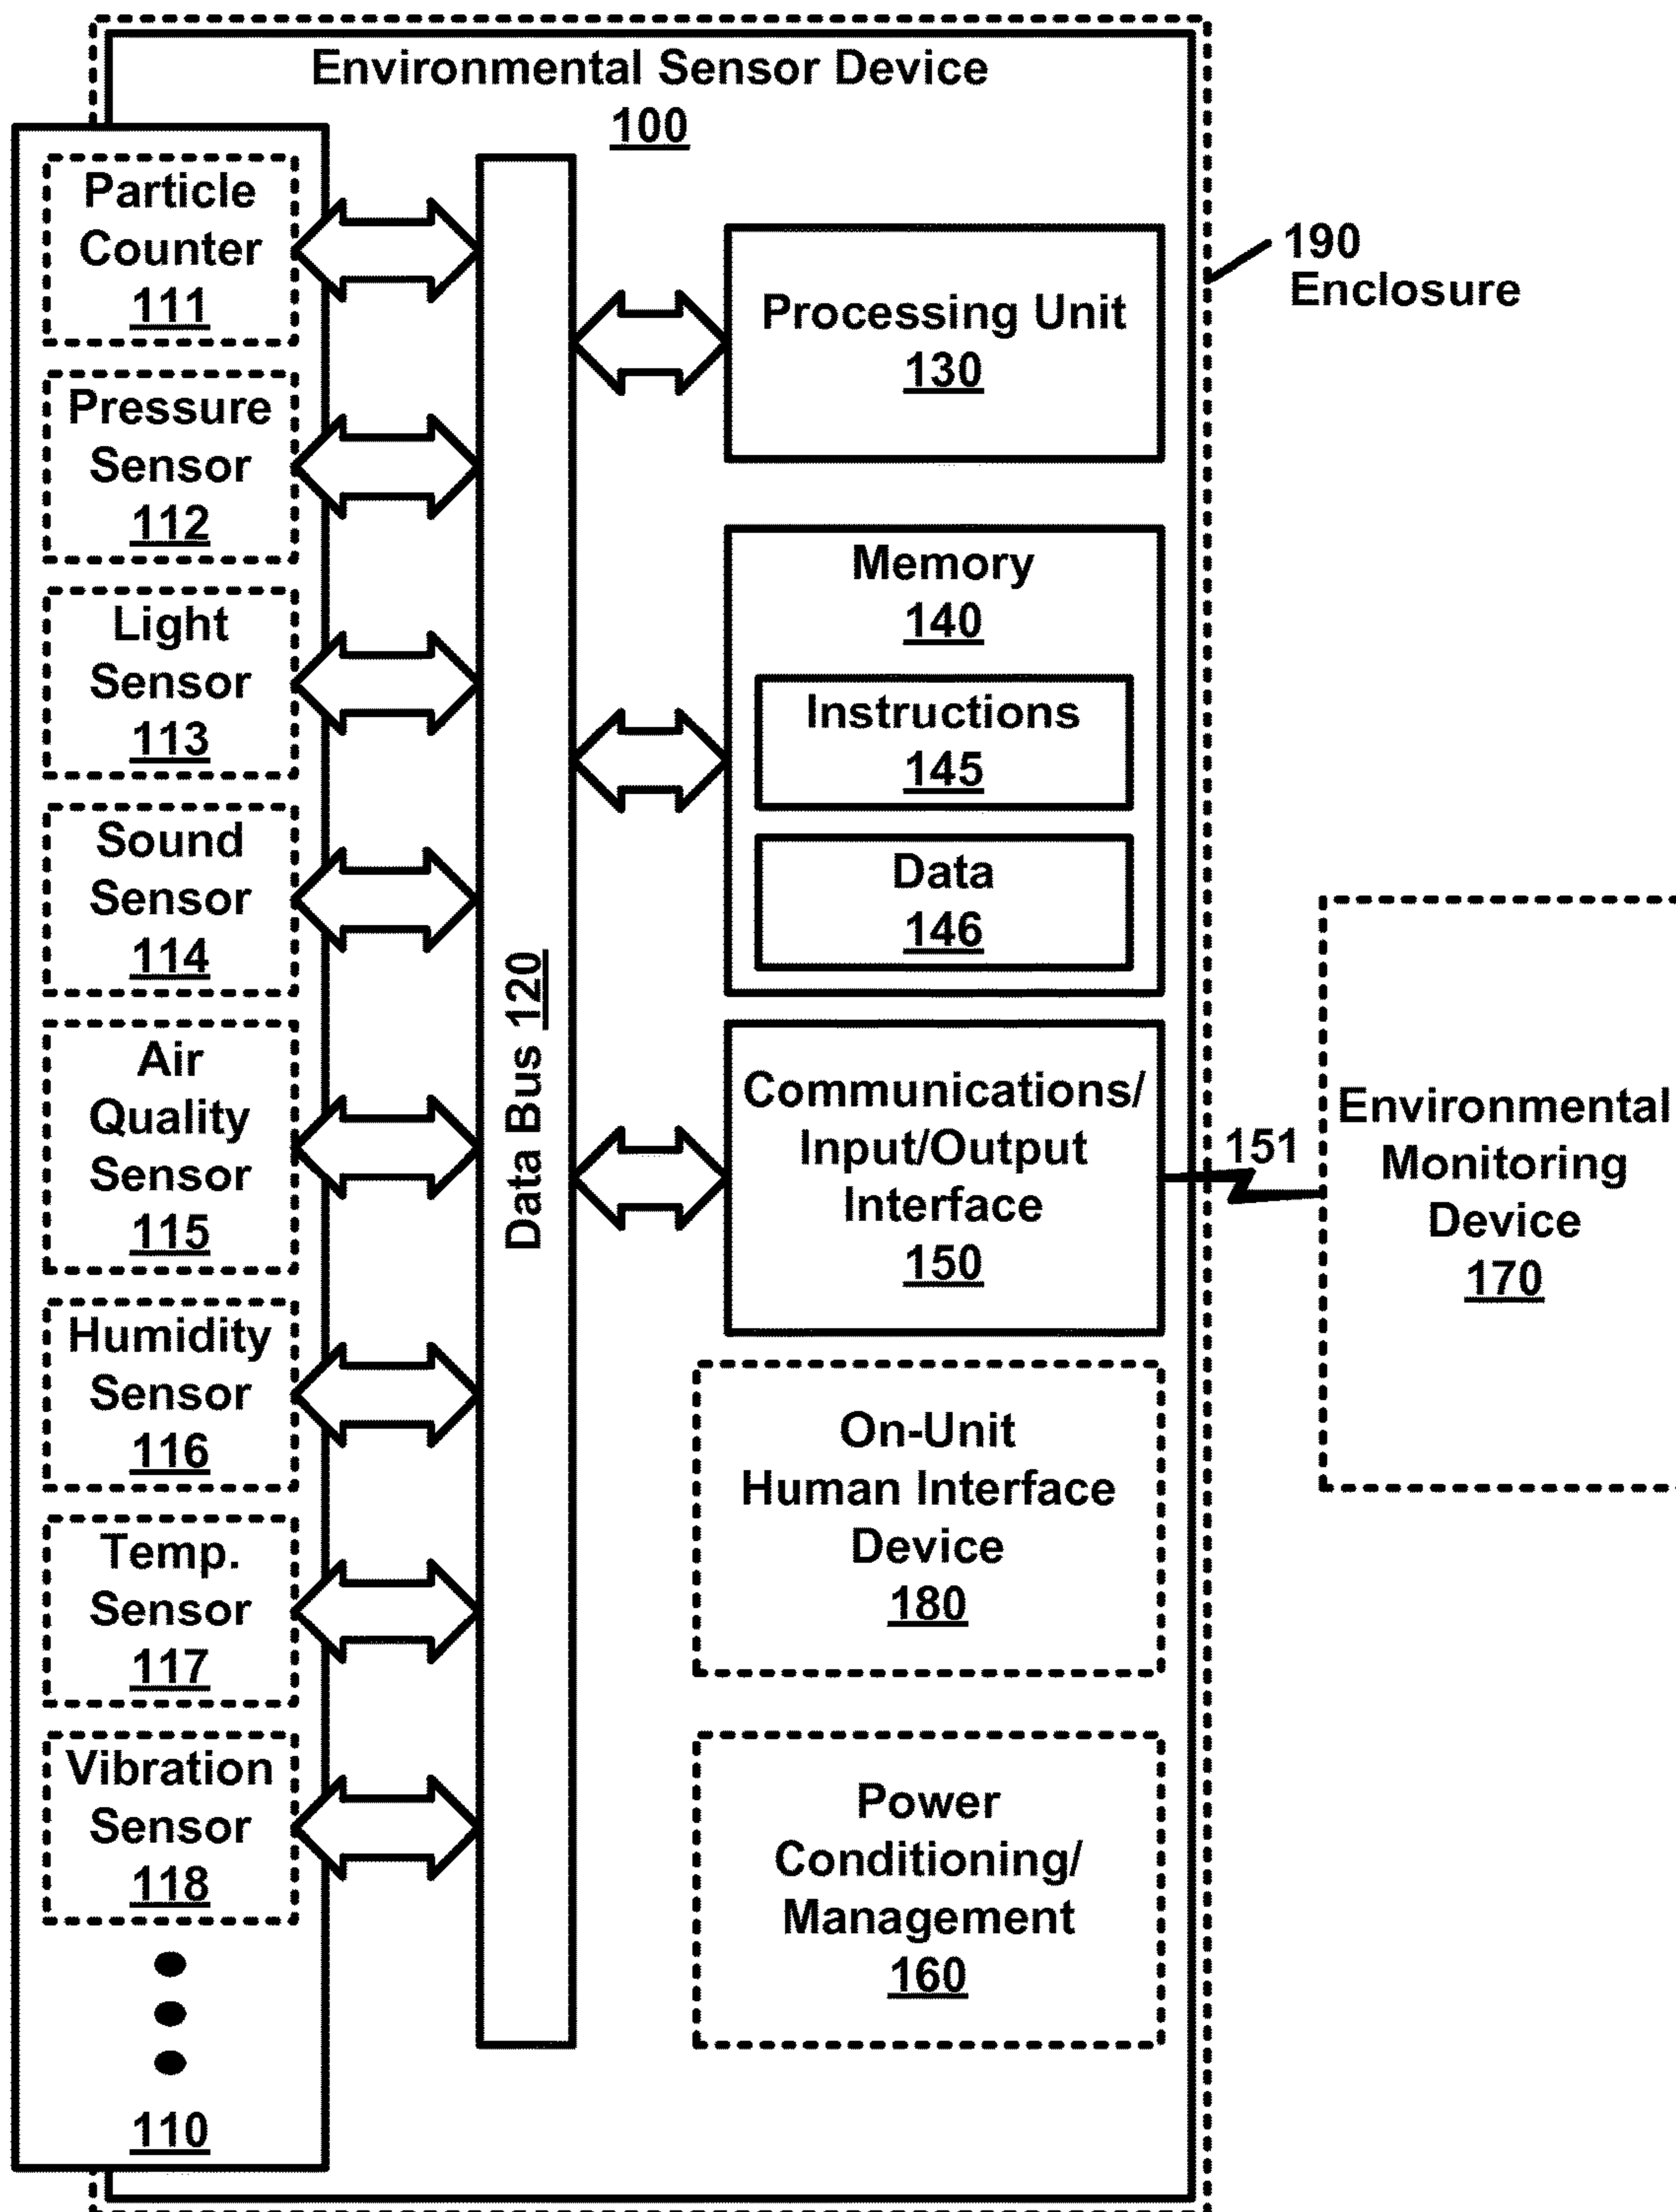 Environmental Sensor Device
100
Particle
Counter
111
Pressure
Sensor
112
Light
Sensor
113
Sound
Sensor
114
Air
Quality
Sensor
115
Humidity
Sensor
116
Temp.
Sensor
117
Vibration
Sensor
118
110
Data Bus 120
Processing Unit
130
Memory
140
Instructions
145
Data
146
Communications/
Input/Output
Interface
150
On-Unit
Human Interface
Device
180
Power
Conditioning/
Management
160
190
Enclosure
151
Environmental
Monitoring
Device
170